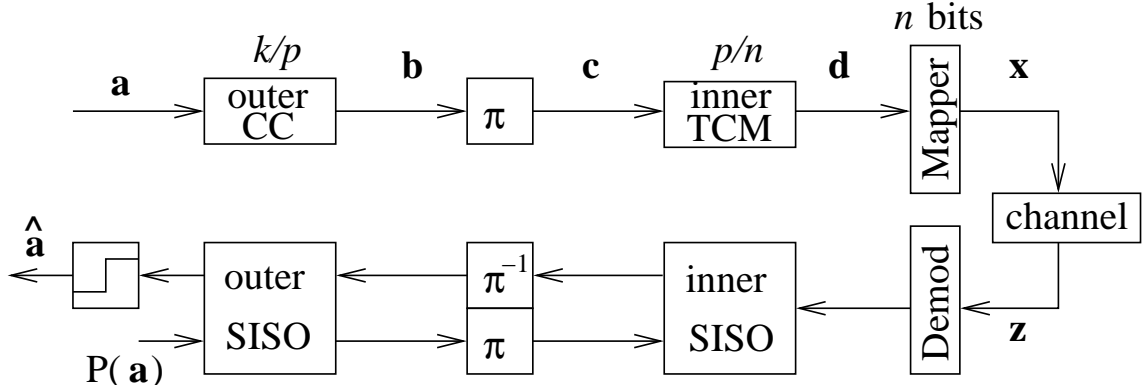 n bits
k/p
p/n
a
b
c
d
x
outer
CC
π
inner
TCM
Mapper
channel
â
outer
SISO
π⁻¹
π
inner
SISO
Demod
z
P( a )